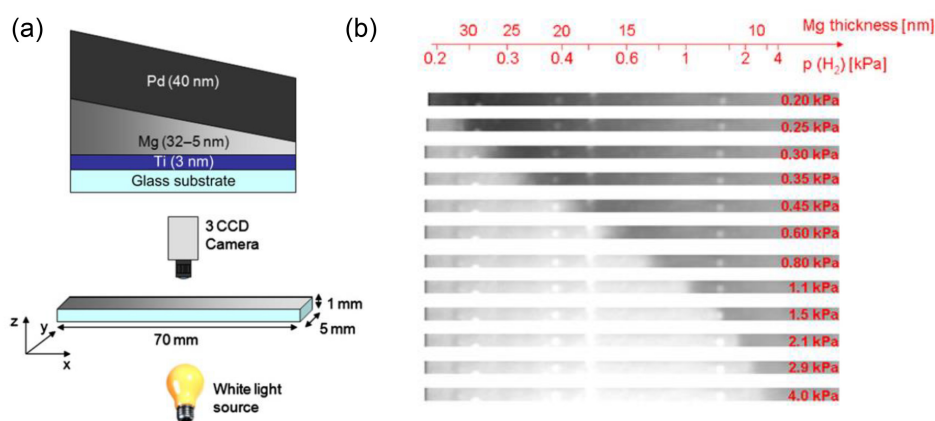 (a)
Pd (40 nm)
Mg (32–5 nm)
Ti (3 nm)
Glass substrate
3 CCD
Camera
1 mm
5 mm
70 mm
z
y
x
White light
source
(b)
30 25 20 15 10 Mg thickness [nm]
0.2 0.3 0.4 0.6 1 2 4 p (H₂) [kPa]
0.20 kPa
0.25 kPa
0.30 kPa
0.35 kPa
0.45 kPa
0.60 kPa
0.80 kPa
1.1 kPa
1.5 kPa
2.1 kPa
2.9 kPa
4.0 kPa